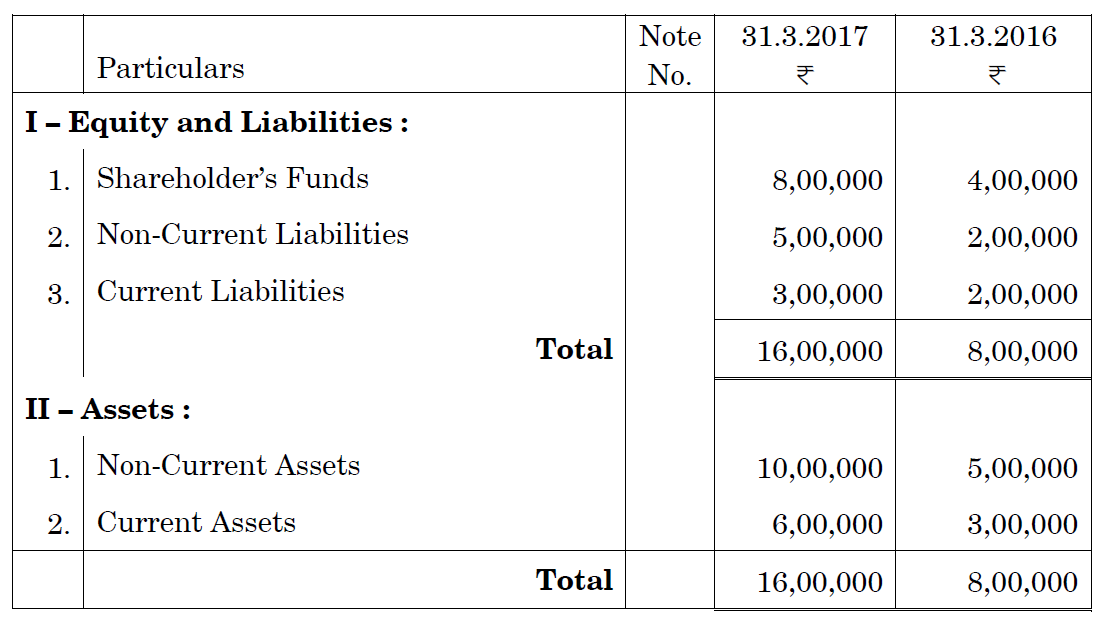 Particulars Note No. 31.3.2017 ₹ 31.3.2016 ₹
I – Equity and Liabilities :
1. Shareholder’s Funds 8,00,000 4,00,000
2. Non-Current Liabilities 5,00,000 2,00,000
3. Current Liabilities 3,00,000 2,00,000
Total 16,00,000 8,00,000
II – Assets :
1. Non-Current Assets 10,00,000 5,00,000
2. Current Assets 6,00,000 3,00,000
Total 16,00,000 8,00,000